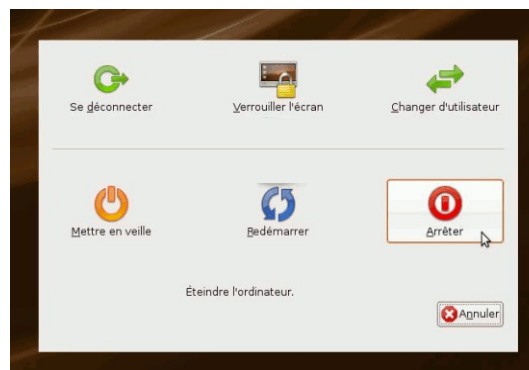 Se déconnecter
Verrouiller l'écran
Changer d'utilisateur
Mettre en veille
Redémarrer
Arrêter
Éteindre l'ordinateur.
Annuler